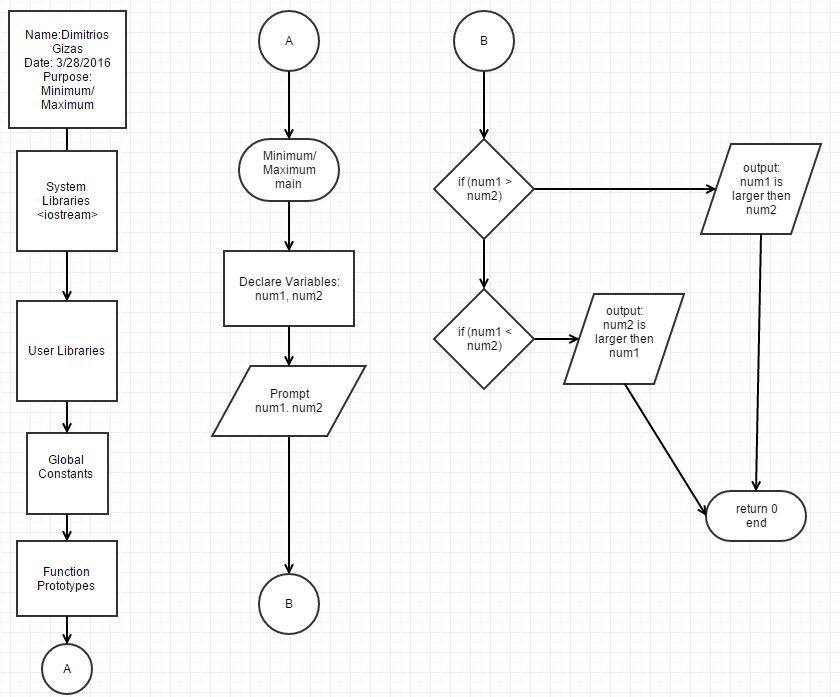 Name:Dimitrios
Gizas
Date: 3/28/2016
Purpose:
Minimum/
Maximum
System
Libraries
<iostream>
User Libraries
Global
Constants
Function
Prototypes
A
A
Minimum/
Maximum
main
Declare Variables:
num1, num2
Prompt
num1. num2
B
B
if (num1 >
num2)
output:
num1 is
larger then
num2
if (num1 <
num2)
output:
num2 is
larger then
num1
return 0
end